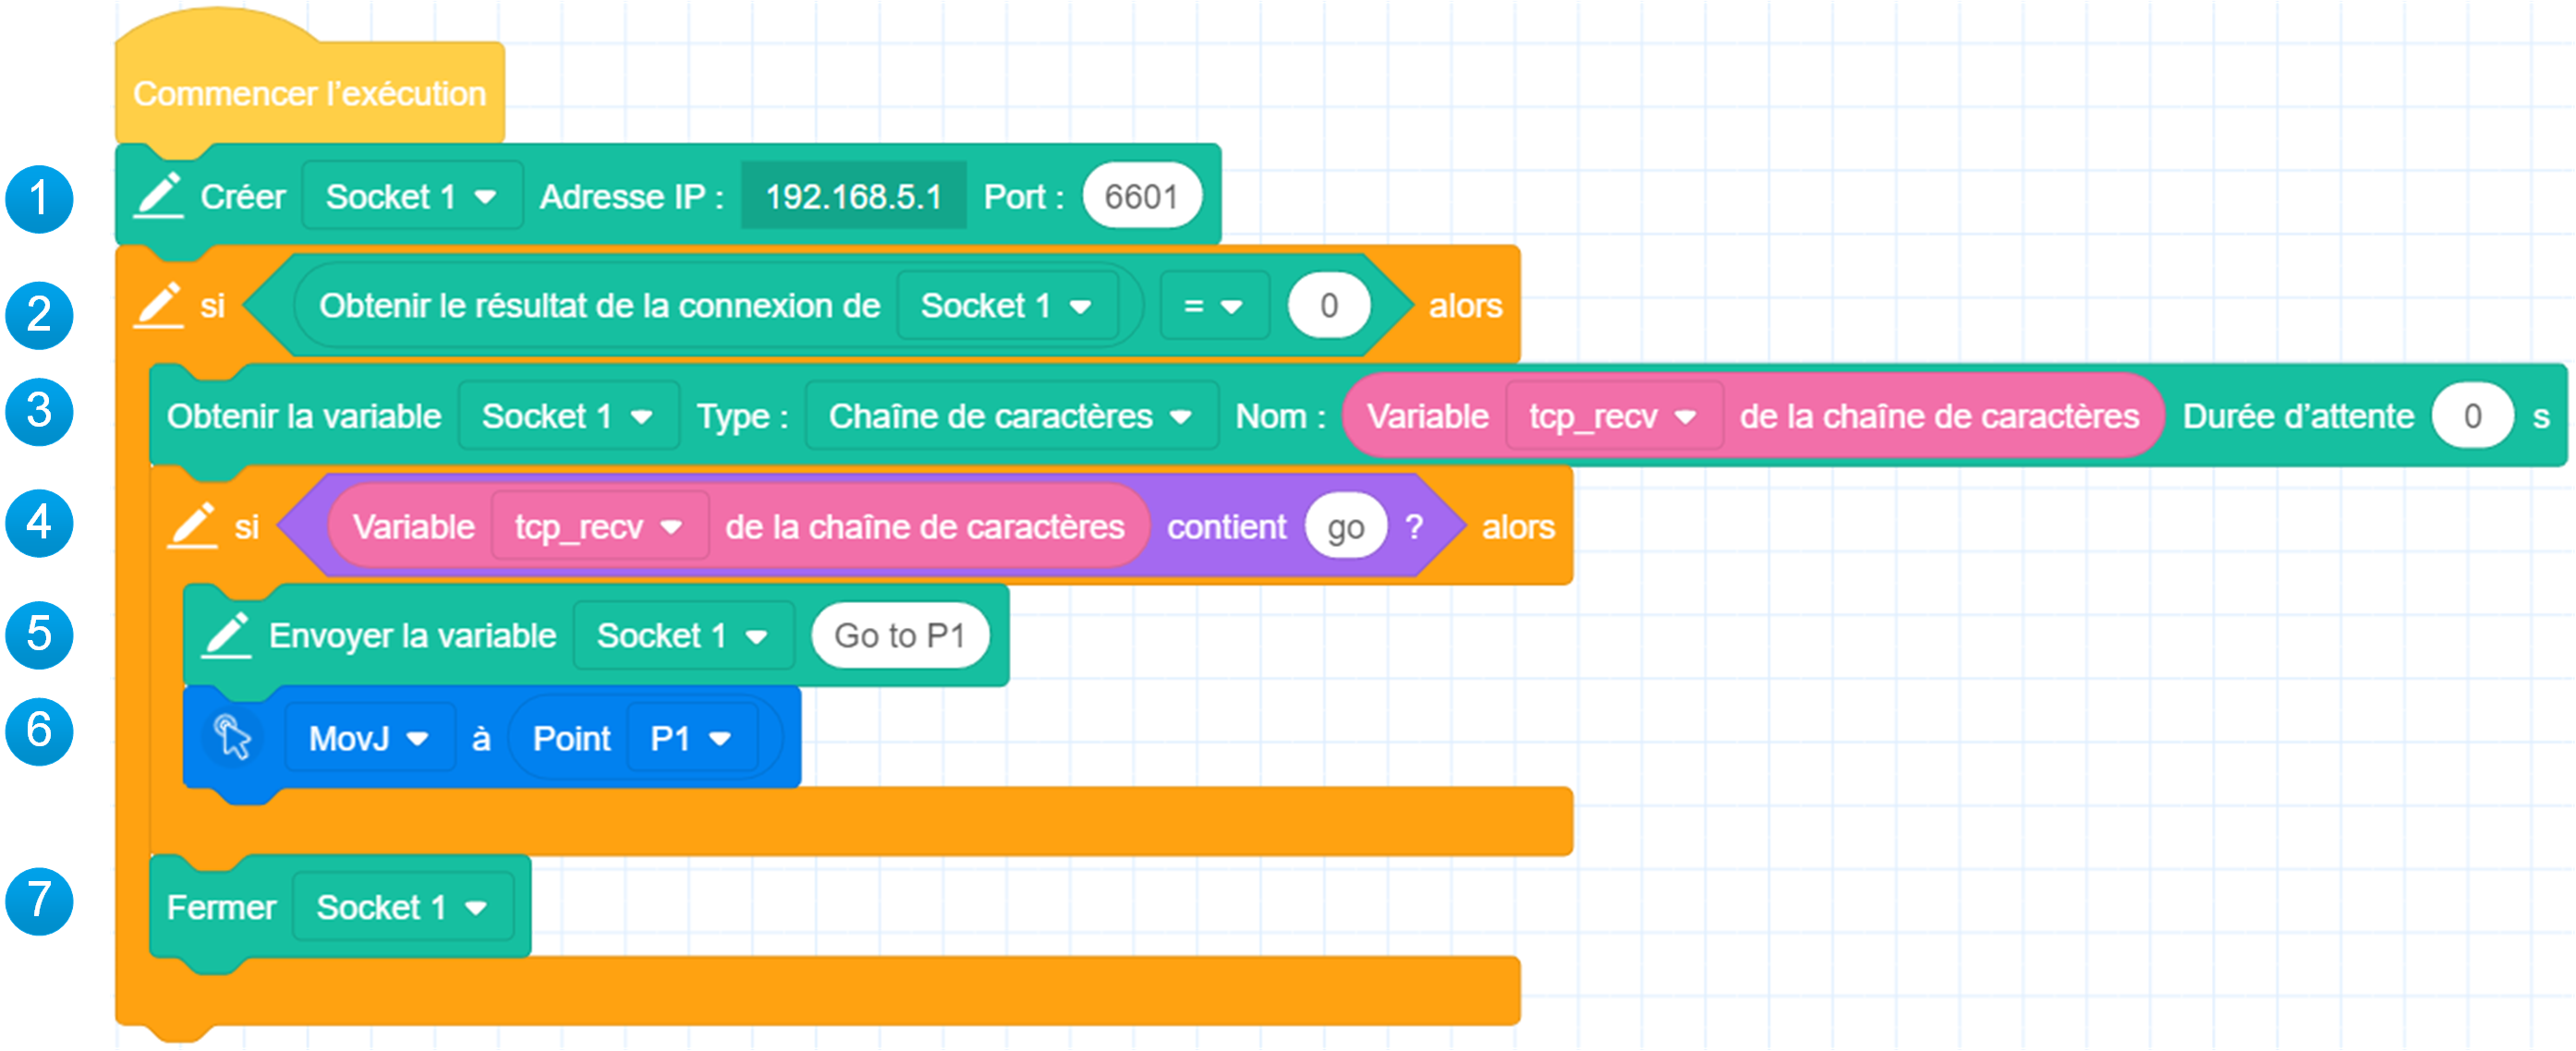 Commencer l’exécution
1 Créer Socket 1 Adresse IP : 192.168.5.1 Port : 6601
2 si Obtenir le résultat de la connexion de Socket 1 = 0 alors
3 Obtenir la variable Socket 1 Type : Chaîne de caractères Nom : Variable tcp_recv de la chaîne de caractères Durée d’attente 0 s
4 si Variable tcp_recv de la chaîne de caractères contient go ? alors
5 Envoyer la variable Socket 1 Go to P1
6 MovJ à Point P1
7 Fermer Socket 1